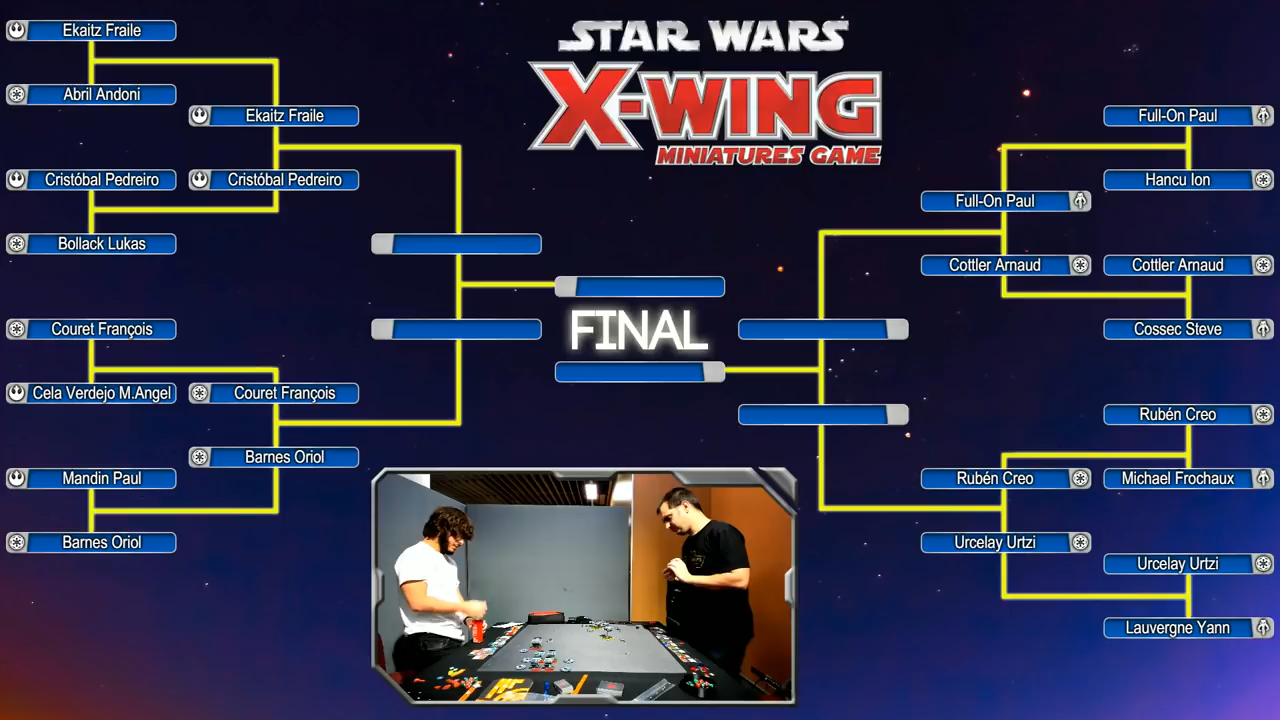 STAR WARS
X-WING
MINIATURES GAME
Ekaitz Fraile
Abril Andoni
Ekaitz Fraile
Cristóbal Pedreiro
Cristóbal Pedreiro
Bollack Lukas
Couret François
Cela Verdejo M.Angel
Couret François
Barnes Oriol
Mandin Paul
Barnes Oriol
FINAL
Full-On Paul
Hancu Ion
Full-On Paul
Cottler Arnaud
Cottler Arnaud
Cossec Steve
Rubén Creo
Michael Frochaux
Rubén Creo
Urcelay Urtzi
Urcelay Urtzi
Lauvergne Yann